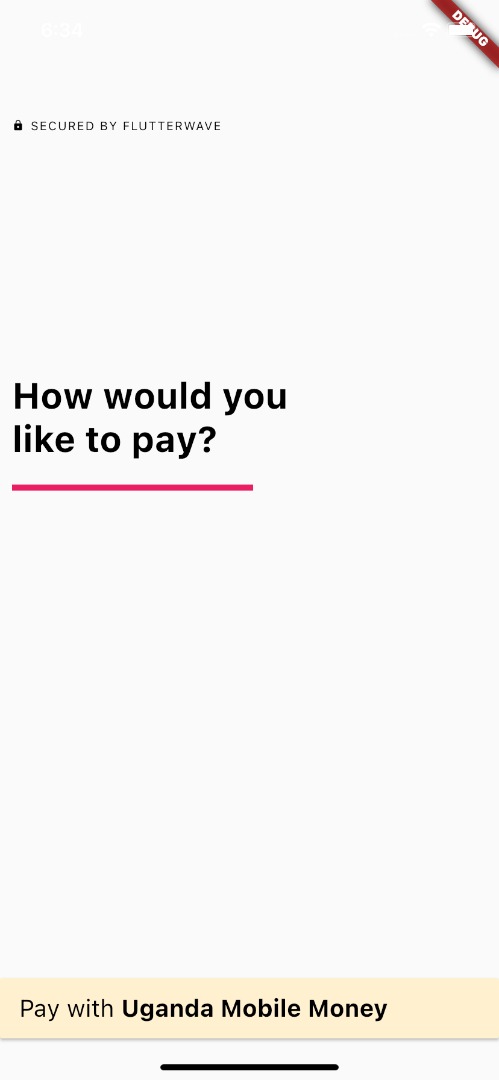 6:34
DEBUG
SECURED BY FLUTTERWAVE
How would you
like to pay?
Pay with Uganda Mobile Money